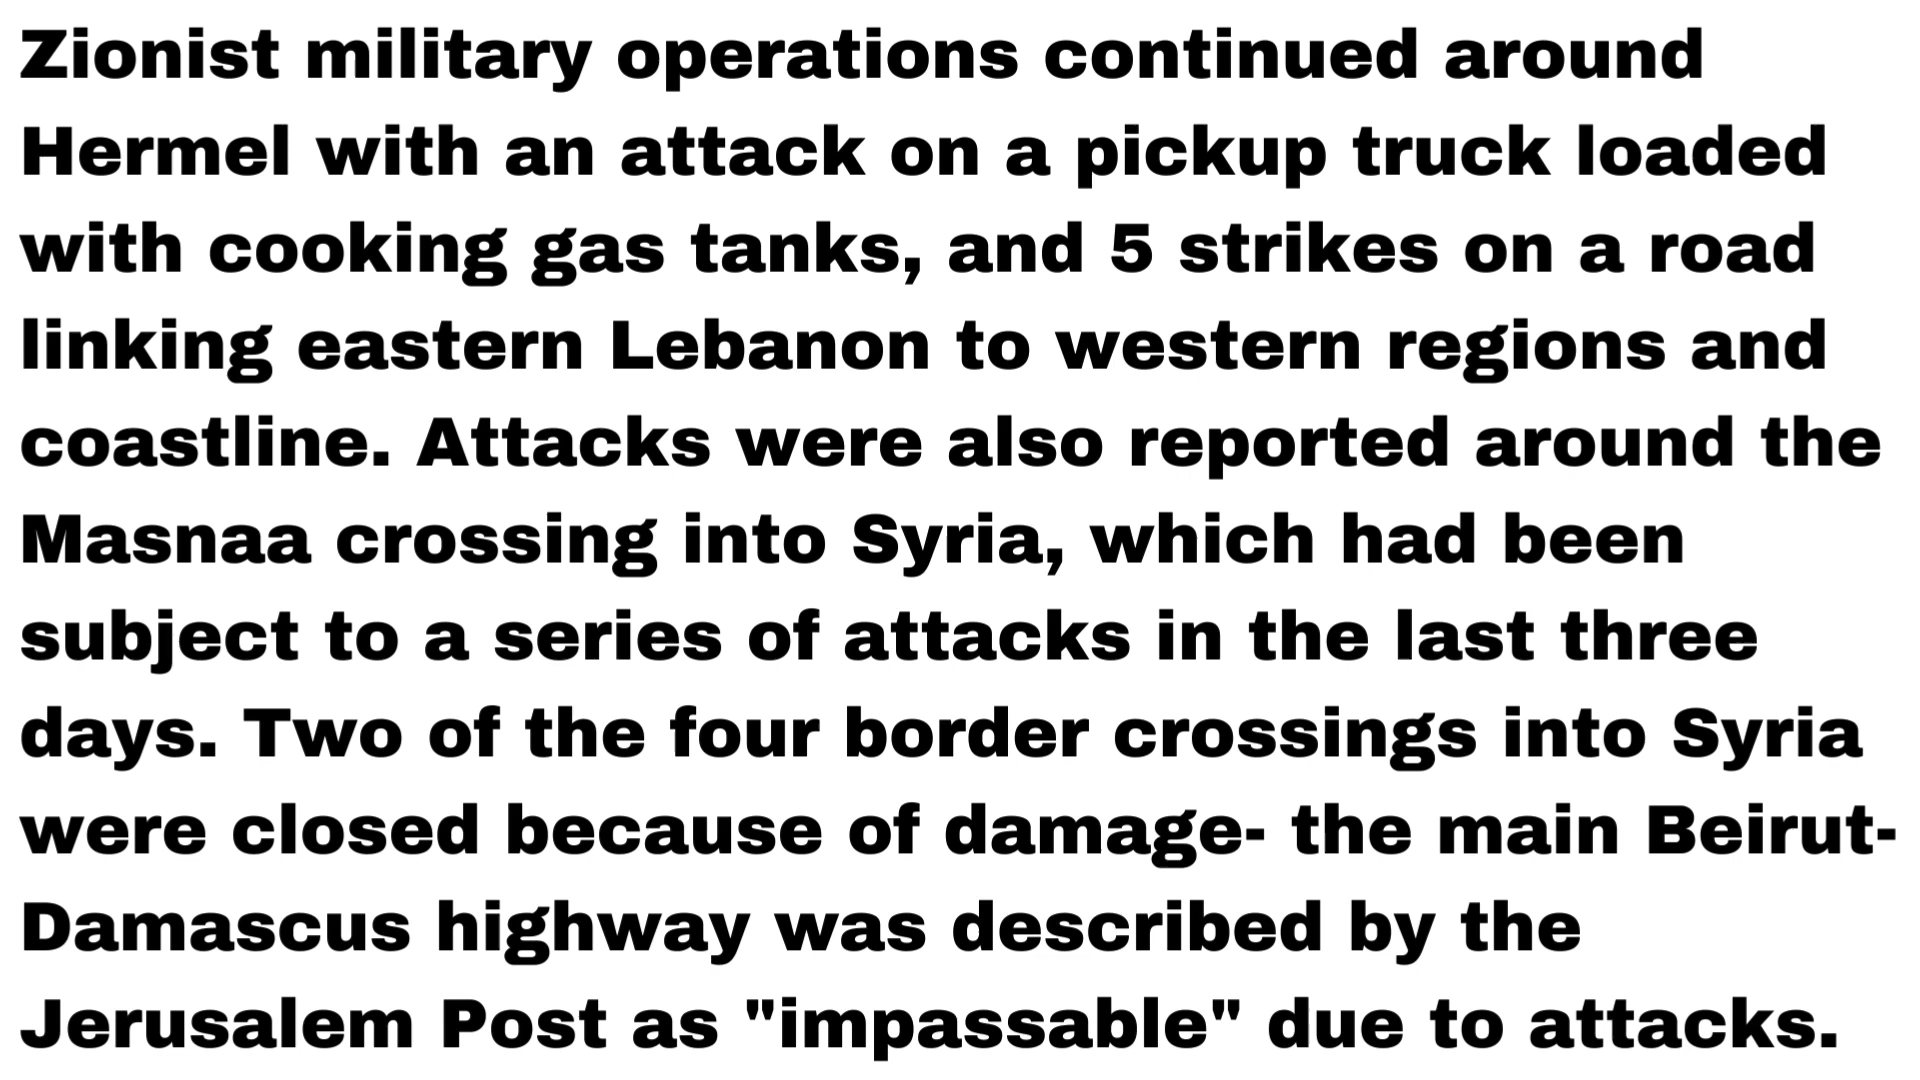 Zionist military operations continued around
Hermel with an attack on a pickup truck loaded
with cooking gas tanks, and 5 strikes on a road
linking eastern Lebanon to western regions and
coastline. Attacks were also reported around the
Masnaa crossing into Syria, which had been
subject to a series of attacks in the last three
days. Two of the four border crossings into Syria
were closed because of damage- the main Beirut-
Damascus highway was described by the
Jerusalem Post as "impassable" due to attacks.